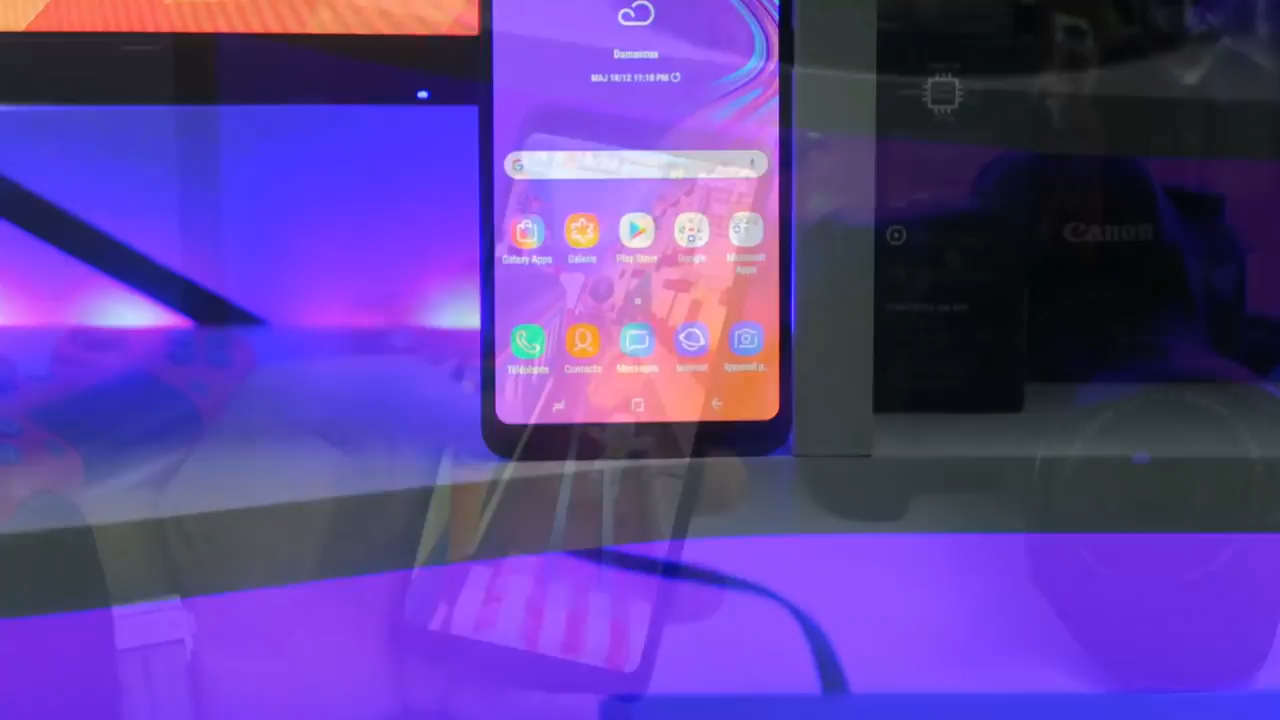 Damascus
MAJ 18/12 11:18 PM
G
Galaxy Apps
Galerie
Play Store
Google
Microsoft
Apps
Téléphone
Contacts
Messages
Internet
Appareil p..
Canon